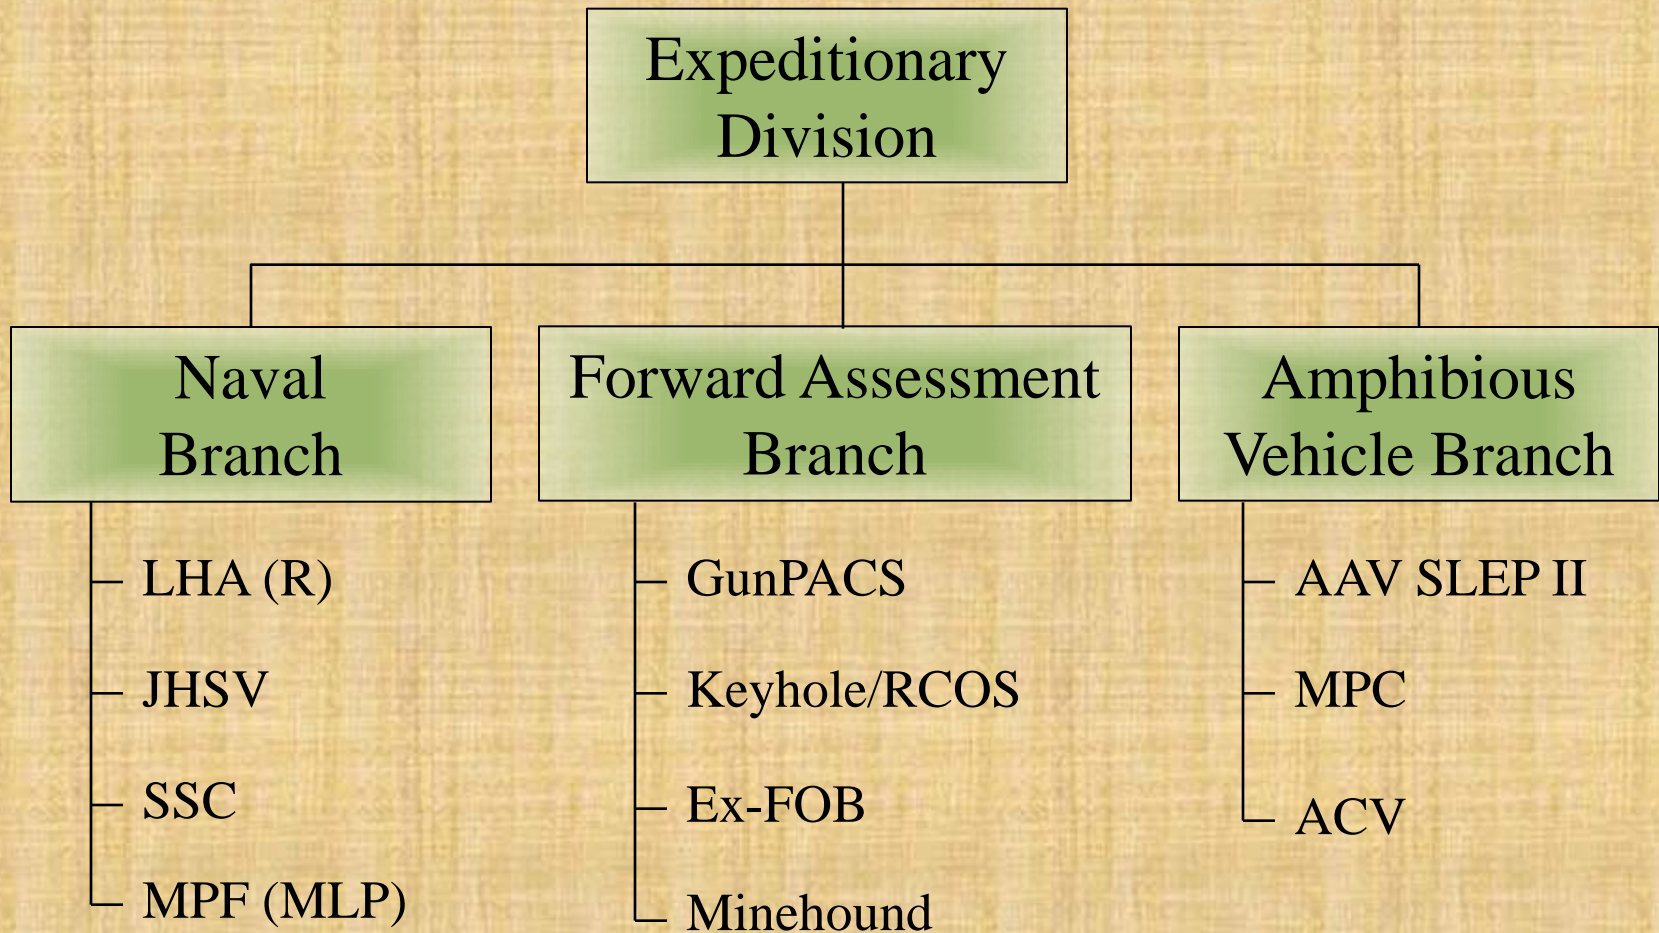 Expeditionary
Division
Naval
Branch
LHA (R)
JHSV
SSC
MPF (MLP)
Forward Assessment
Branch
GunPACS
Keyhole/RCOS
Ex-FOB
Minehound
Amphibious
Vehicle Branch
AAV SLEP II
MPC
ACV